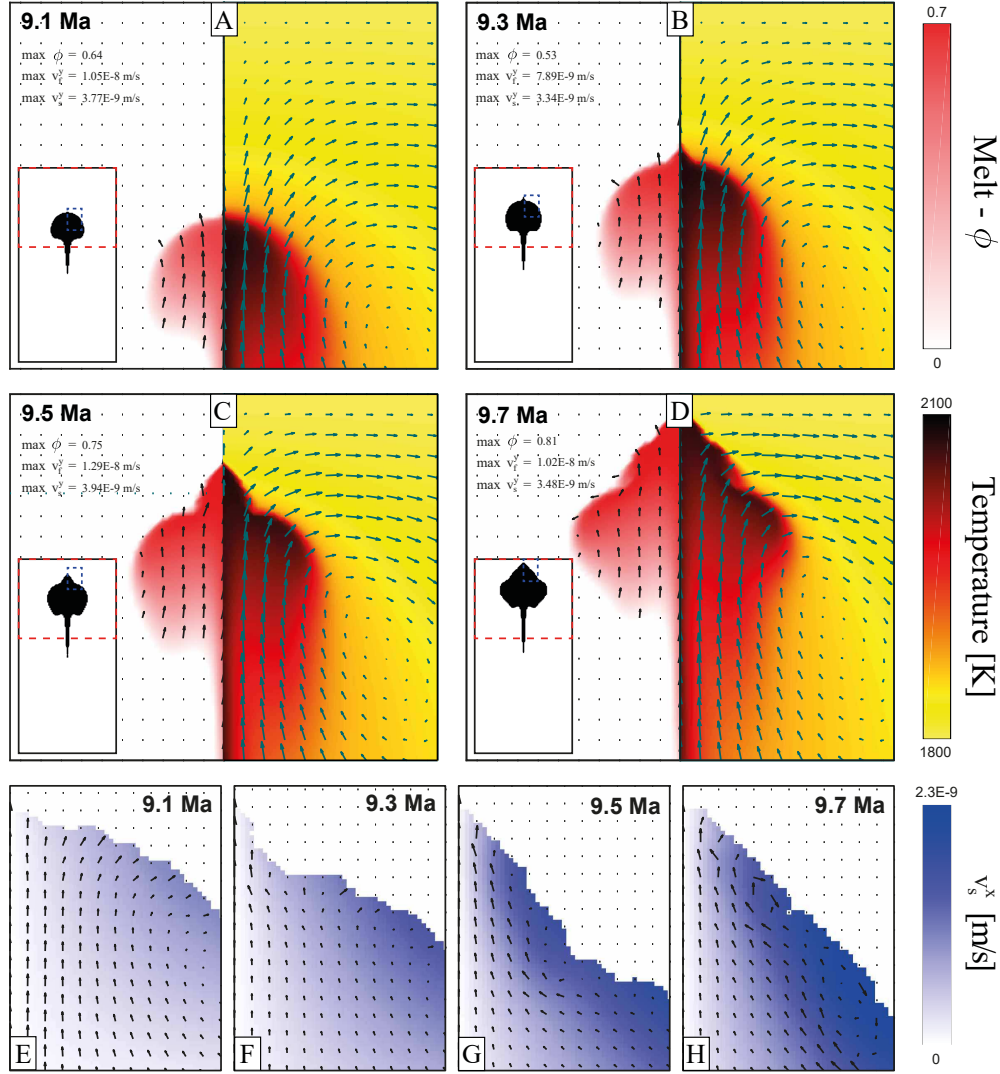 9.1 Ma
A
max ϕ = 0.64
max v_f^y = 1.05E-8 m/s
max v_s^y = 3.77E-9 m/s
9.3 Ma
B
max ϕ = 0.53
max v_f^y = 7.89E-9 m/s
max v_s^y = 3.34E-9 m/s
0.7
Melt - ϕ
0
9.5 Ma
C
max ϕ = 0.75
max v_f^y = 1.29E-8 m/s
max v_s^y = 3.94E-9 m/s
9.7 Ma
D
max ϕ = 0.81
max v_f^y = 1.02E-8 m/s
max v_s^y = 3.48E-9 m/s
2100
Temperature [K]
1800
9.1 Ma
E
9.3 Ma
F
9.5 Ma
G
9.7 Ma
H
2.3E-9
v_s^x [m/s]
0